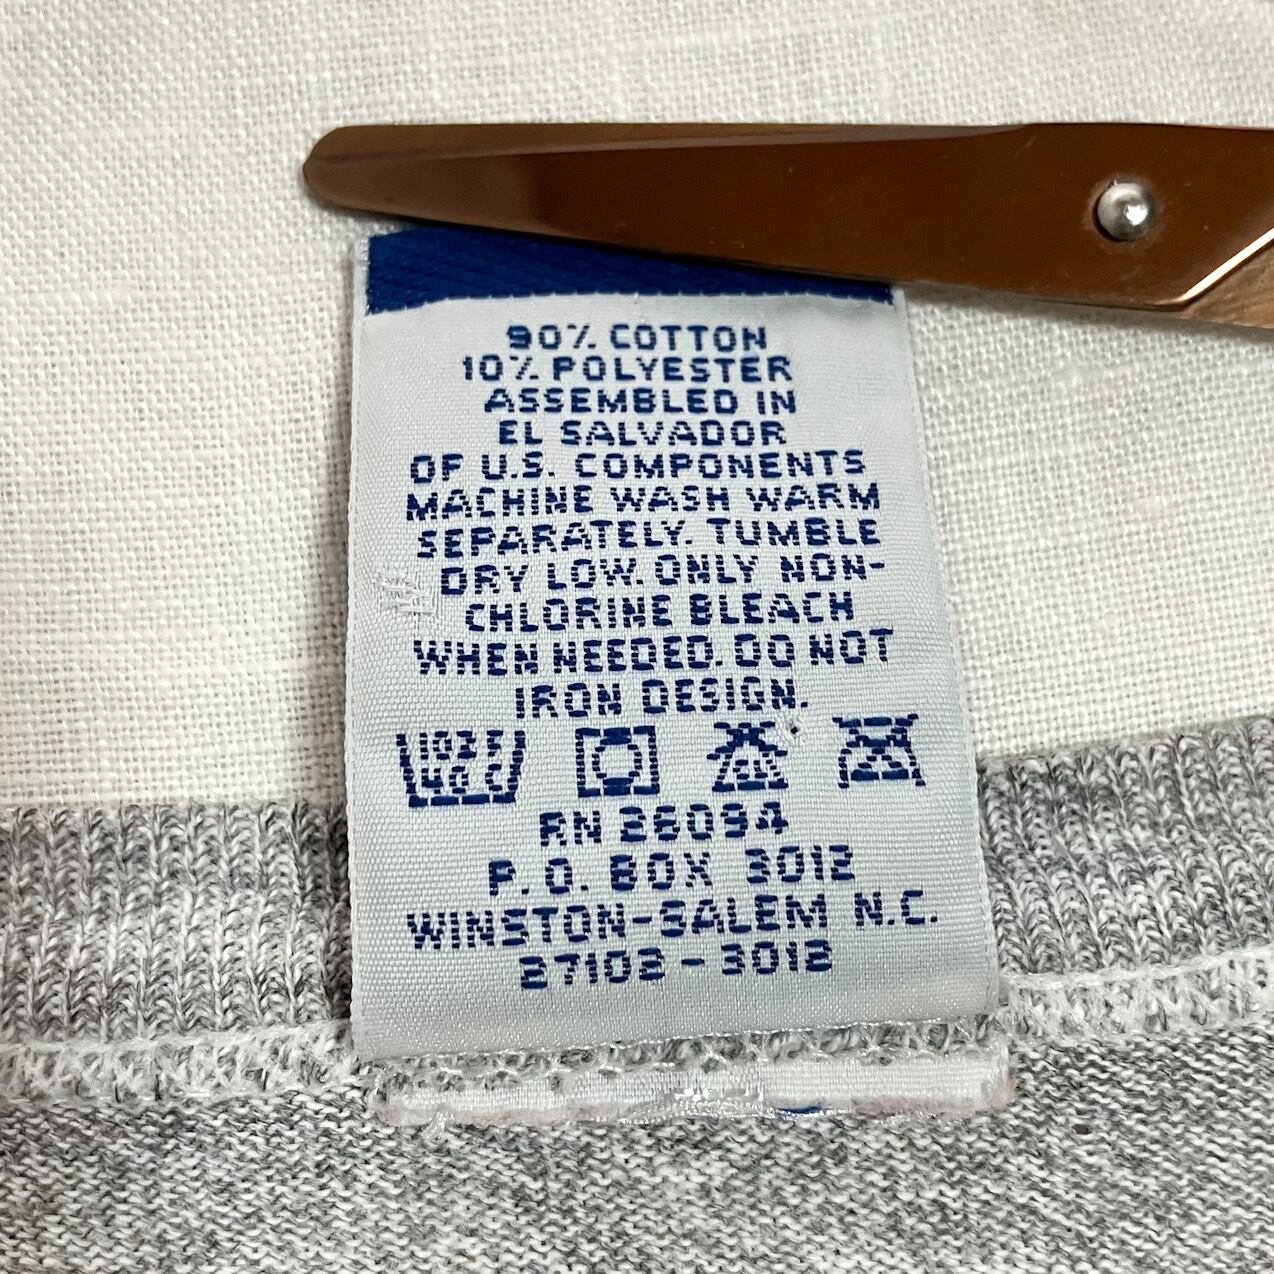 90% COTTON
10% POLYESTER
ASSEMBLED IN
EL SALVADOR
OF U.S. COMPONENTS
MACHINE WASH WARM
SEPARATELY. TUMBLE
DRY LOW. ONLY NON-
CHLORINE BLEACH
WHEN NEEDED. DO NOT
IRON DESIGN.
RN
P.O. BOX 3012
WINSTON-SALEM N.C.
27102-3012